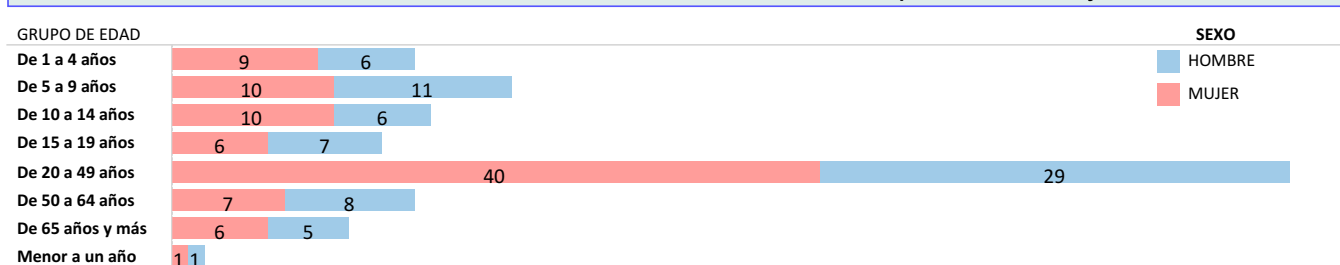 GRUPO DE EDAD
SEXO
De 1 a 4 años 9 6
HOMBRE
De 5 a 9 años 10 11
MUJER
De 10 a 14 años 10 6
De 15 a 19 años 6 7
De 20 a 49 años 40 29
De 50 a 64 años 7 8
De 65 años y más 6 5
Menor a un año 1 1